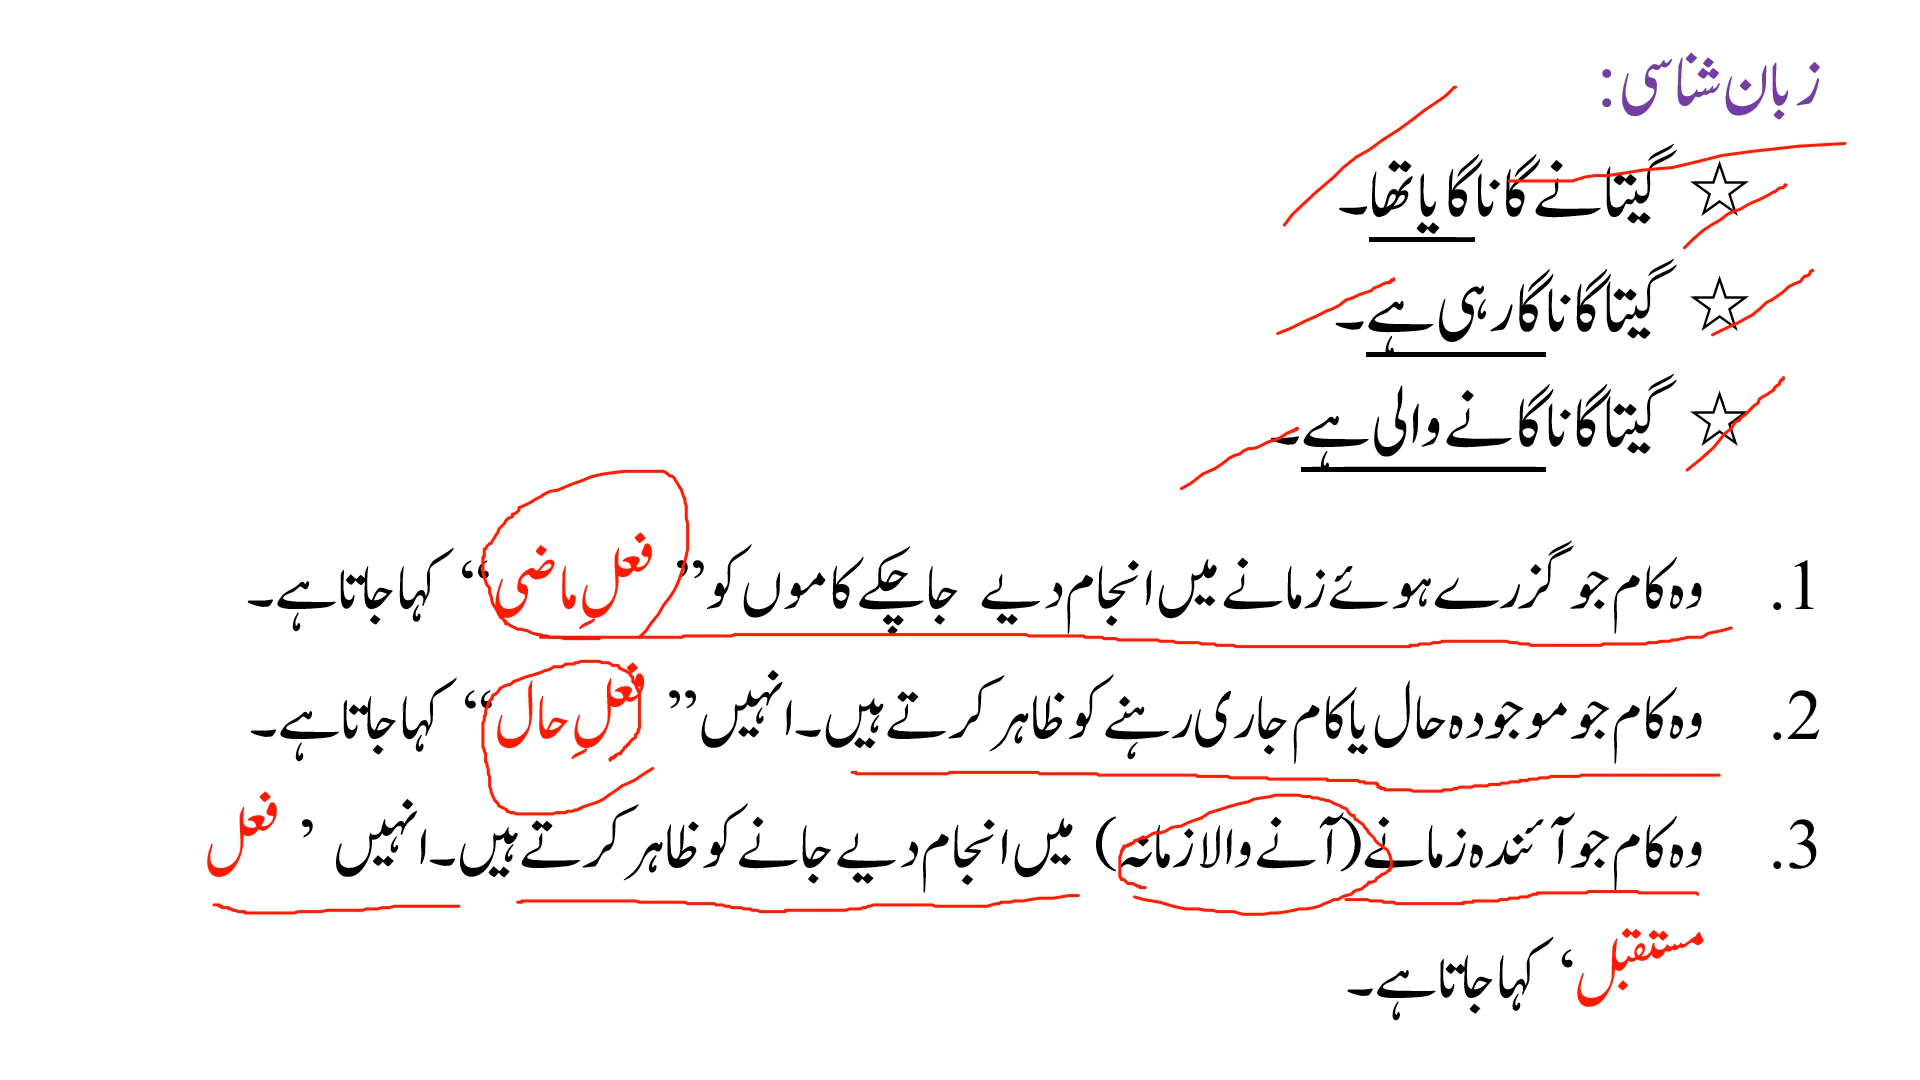 زبان شناسی:
☆ گیتا نے گانا گایا تھا۔
☆ گیتا گانا گا رہی ہے۔
☆ گیتا گانا گانے والی ہے۔
1. وہ کام جو گزرے ہوئے زمانے میں انجام دیے جا چکے کاموں کو ”فعلِ ماضی“ کہا جاتا ہے۔
2. وہ کام جو موجودہ حال یا کام جاری رہنے کو ظاہر کرتے ہیں۔ انہیں ”فعلِ حال“ کہا جاتا ہے۔
3. وہ کام جو آئندہ زمانے (آنے والا زمانہ) میں انجام دیے جانے کو ظاہر کرتے ہیں۔ انہیں ’فعل
مستقبل‘ کہا جاتا ہے۔